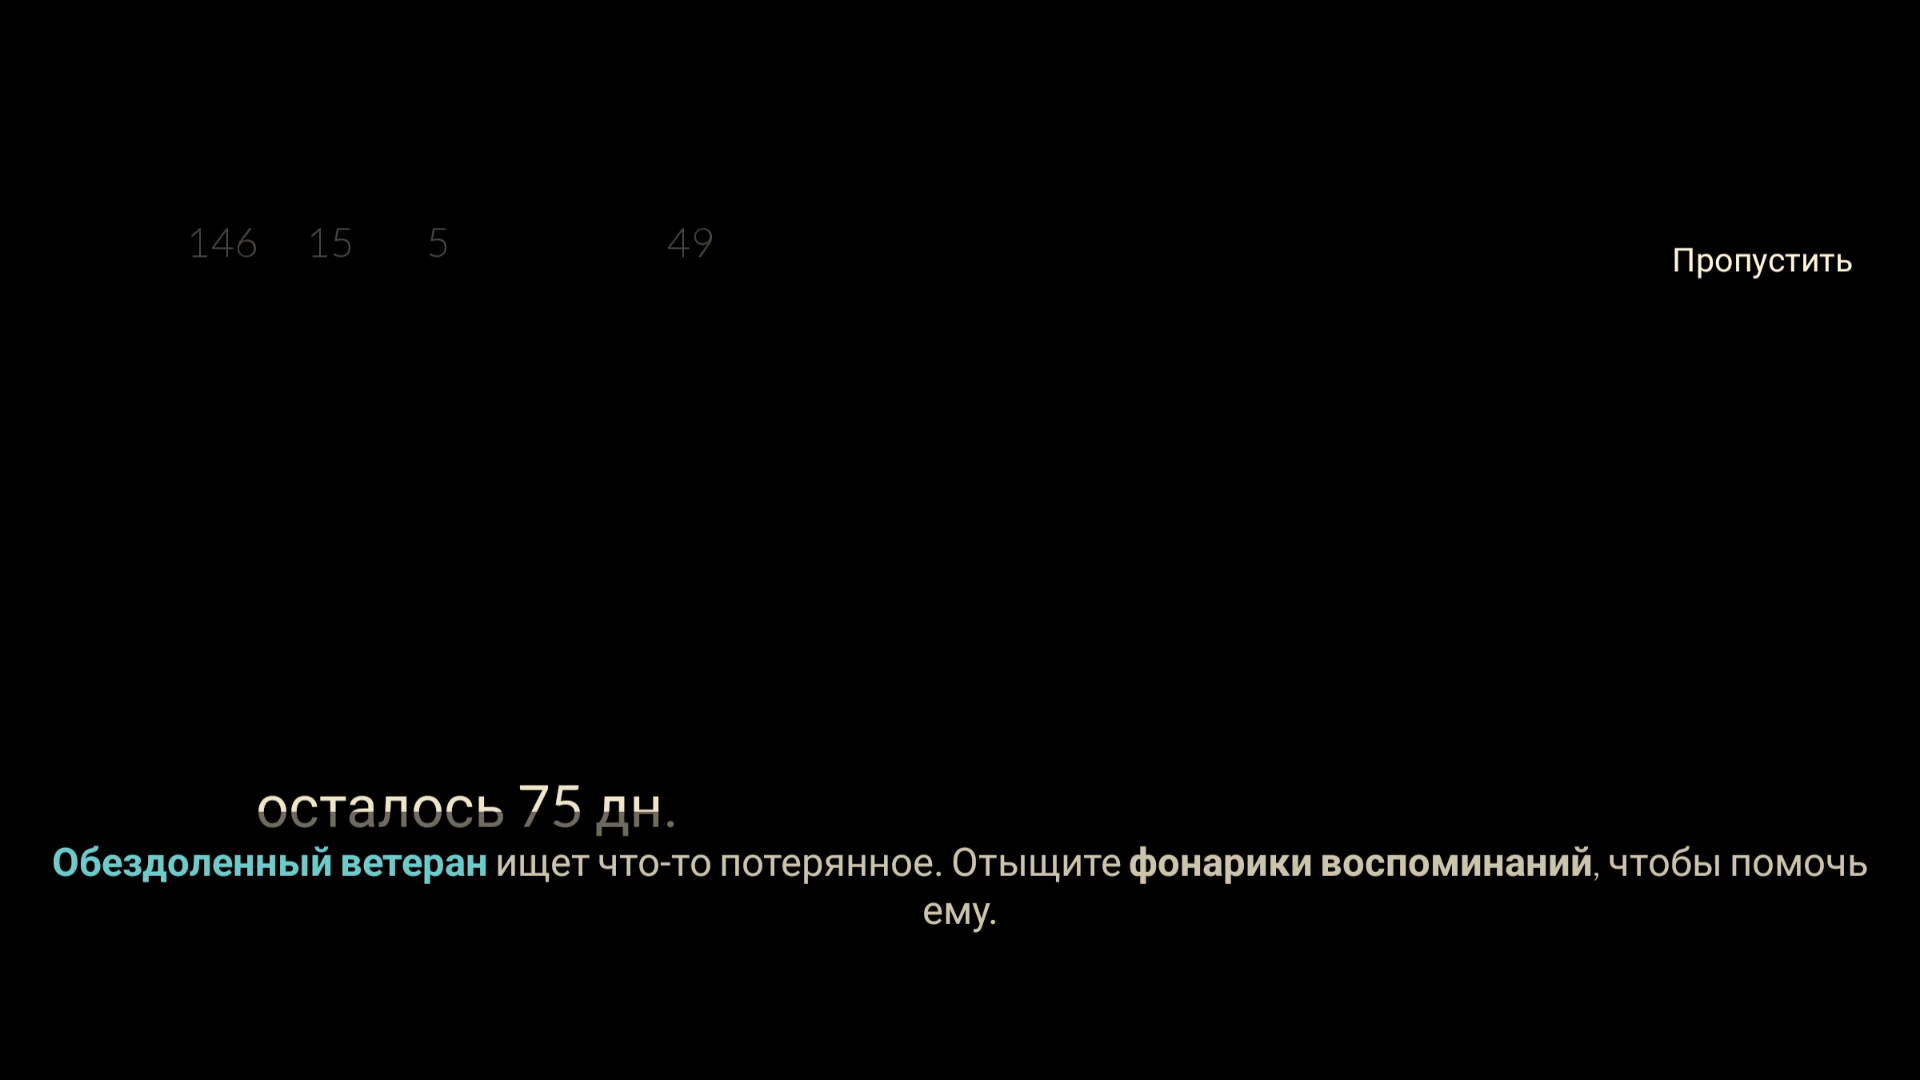 146 15 5 49
Пропустить
осталось 75 дн.
Обездоленный ветеран ищет что-то потерянное. Отыщите фонарики воспоминаний, чтобы помочь
ему.